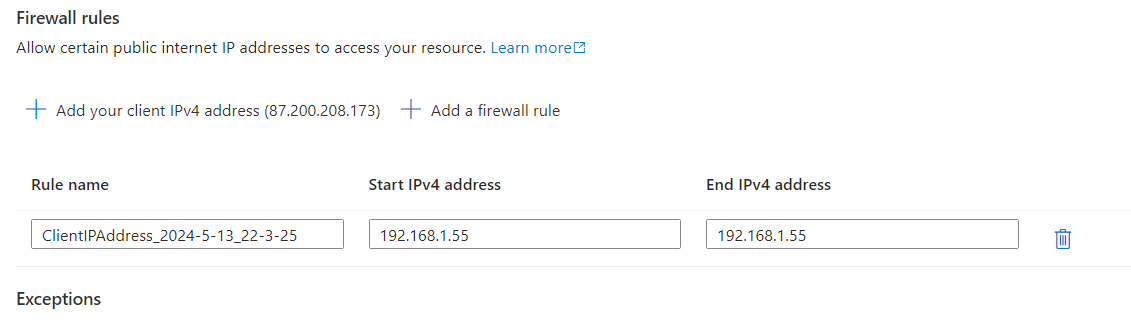 Firewall rules
Allow certain public internet IP addresses to access your resource. Learn more
Add your client IPv4 address (87.200.208.173) Add a firewall rule
Rule name Start IPv4 address End IPv4 address
ClientIPAddress_2024-5-13_22-3-25 192.168.1.55 192.168.1.55
Exceptions